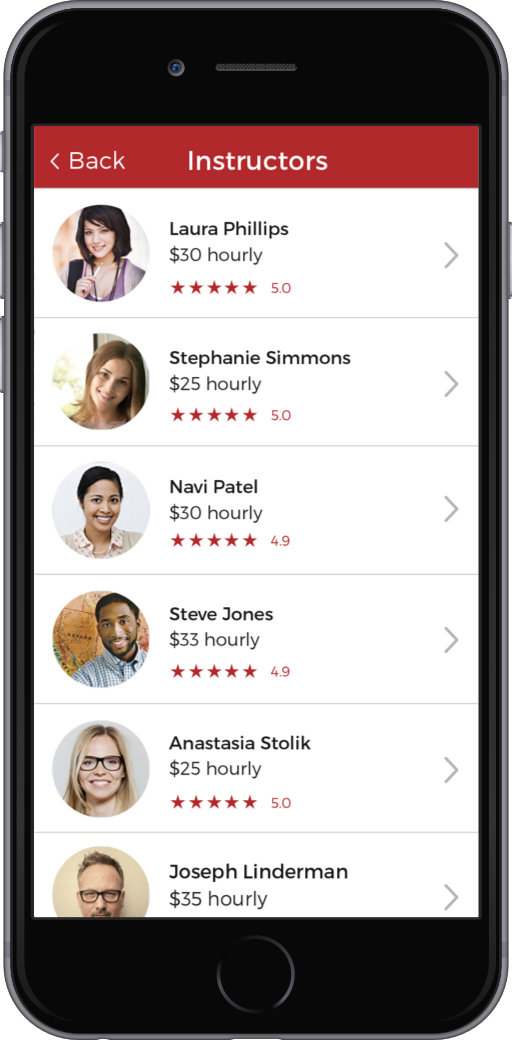 Back
Instructors
Laura Phillips
$30 hourly
★★★★★ 5.0
Stephanie Simmons
$25 hourly
★★★★★ 5.0
Navi Patel
$30 hourly
★★★★★ 4.9
Steve Jones
$33 hourly
★★★★★ 4.9
Anastasia Stolik
$25 hourly
★★★★★ 5.0
Joseph Linderman
$35 hourly